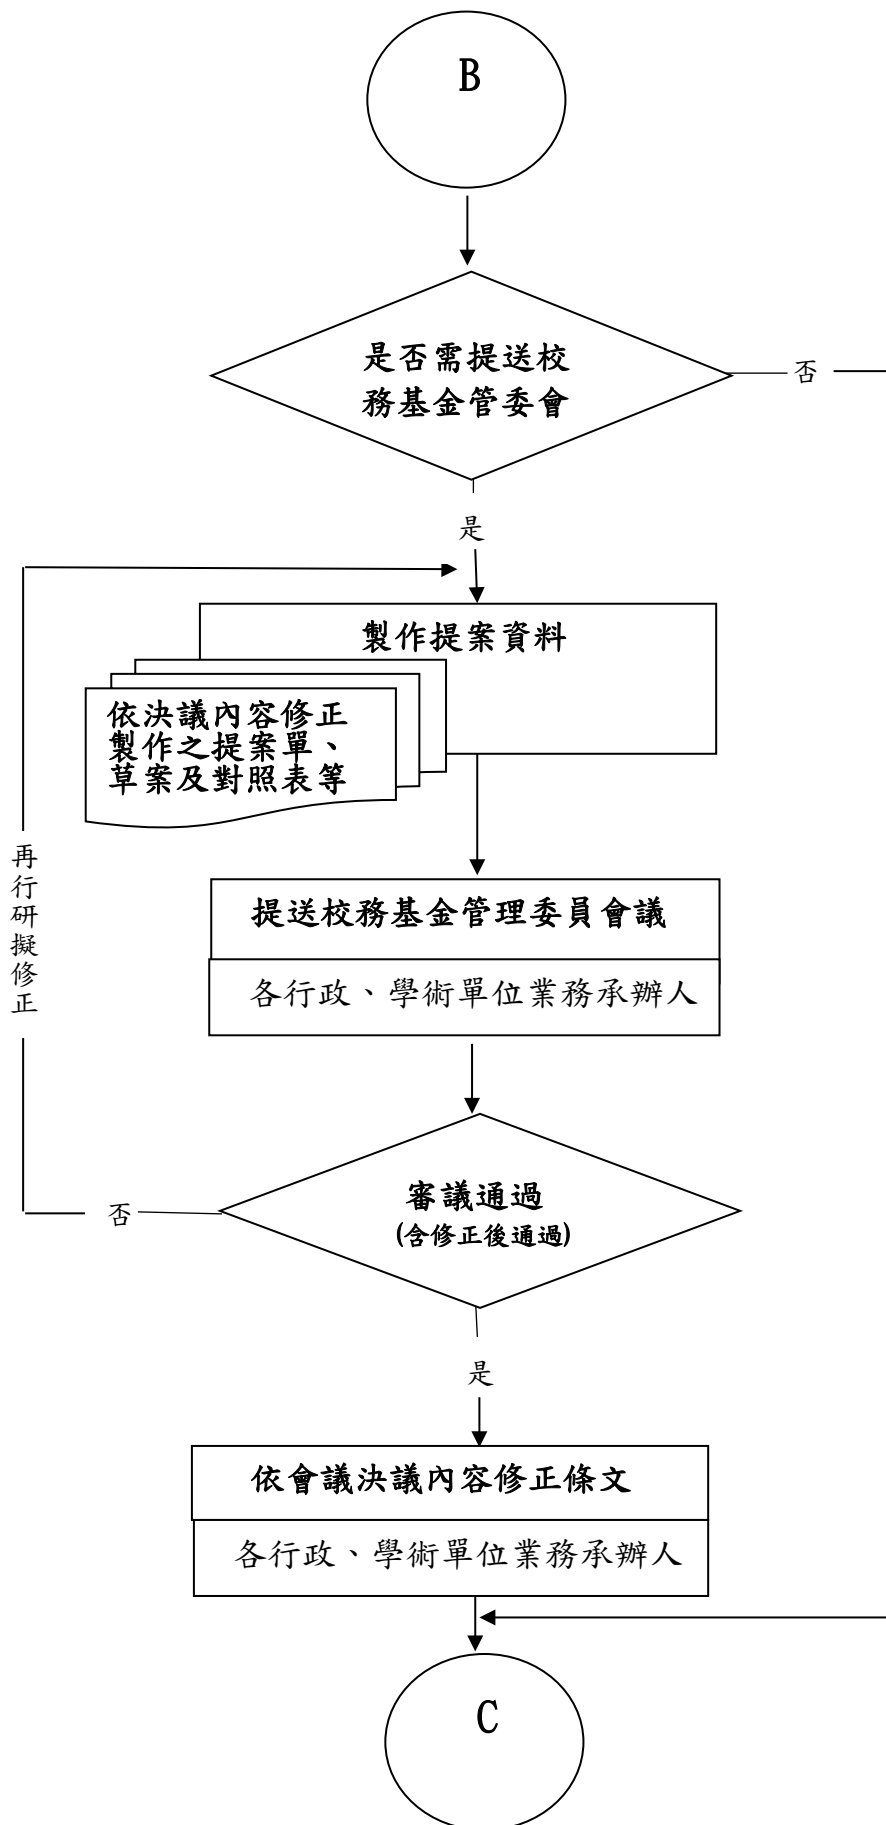 B
是否需提送校
務基金管委會
否
是
製作提案資料
依決議內容修正
製作之提案單、
草案及對照表等
再行研擬修正
提送校務基金管理委員會議
各行政、學術單位業務承辦人
審議通過
(含修正後通過)
否
是
依會議決議內容修正條文
各行政、學術單位業務承辦人
C